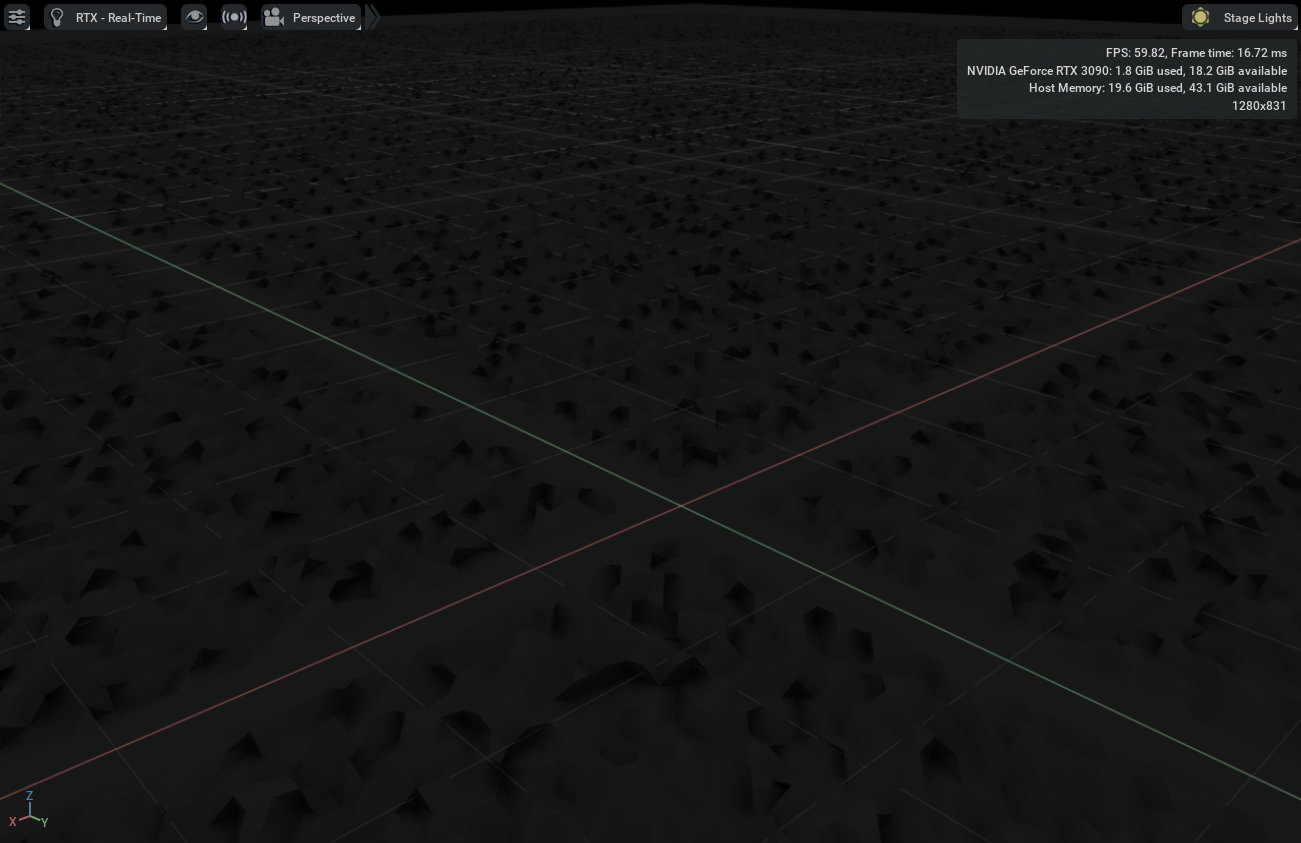 RTX - Real-Time
Perspective
Stage Lights
FPS: 59.82, Frame time: 16.72 ms
NVIDIA GeForce RTX 3090: 1.8 GiB used, 18.2 GiB available
Host Memory: 19.6 GiB used, 43.1 GiB available
1280x831
Z
X
Y